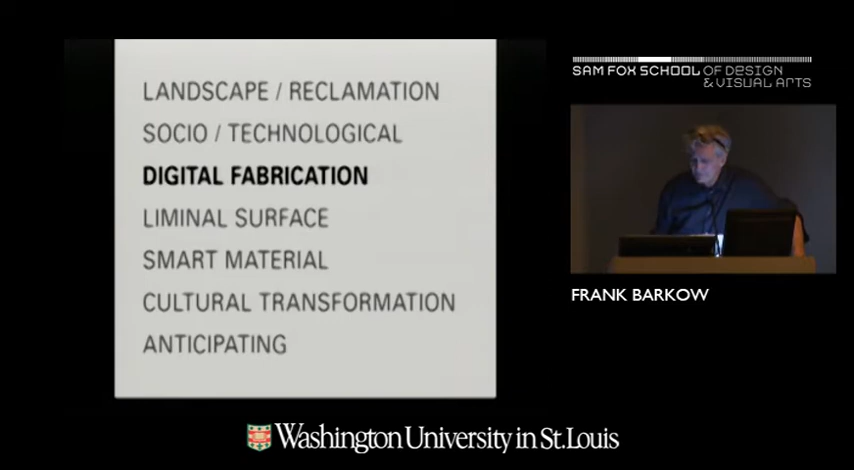 LANDSCAPE / RECLAMATION
SOCIO / TECHNOLOGICAL
DIGITAL FABRICATION
LIMINAL SURFACE
SMART MATERIAL
CULTURAL TRANSFORMATION
ANTICIPATING
SAM FOX SCHOOL OF DESIGN
& VISUAL ARTS
FRANK BARKOW
Washington University in St. Louis